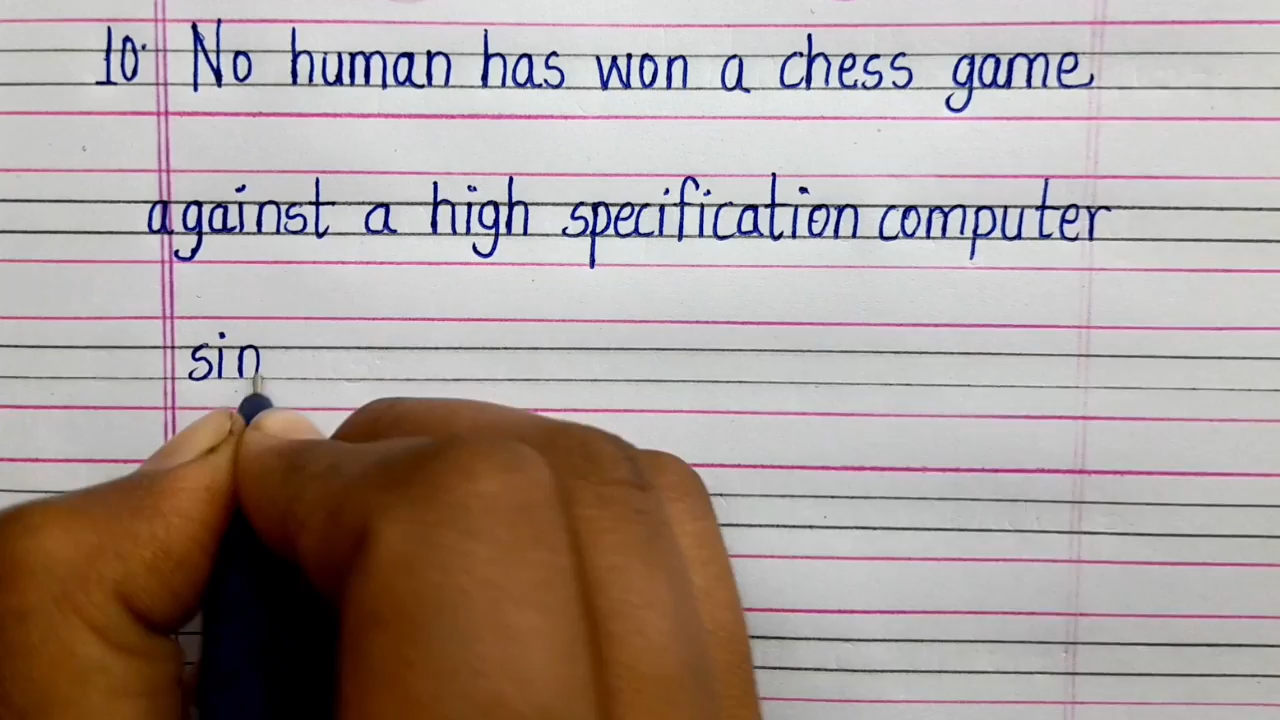 10. No human has won a chess game
against a high specification computer
sin